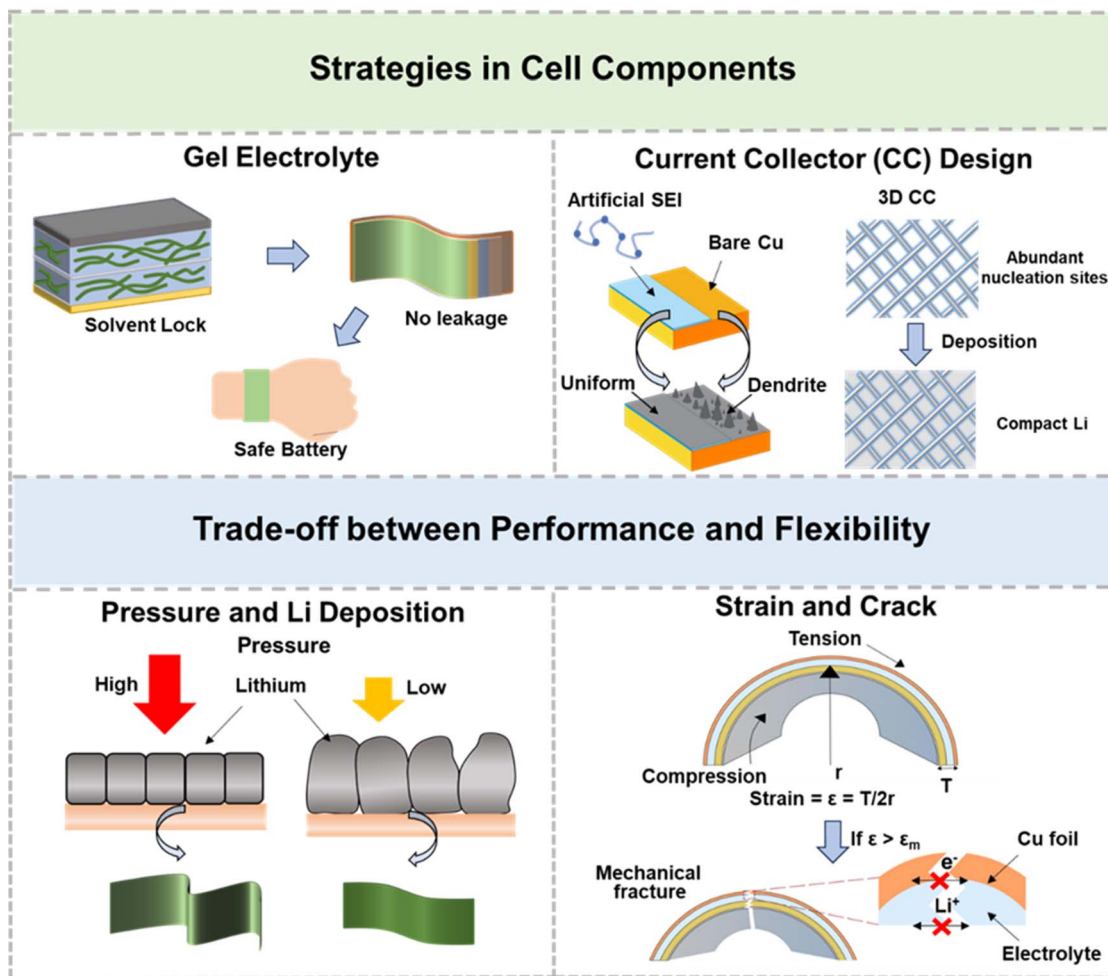 Strategies in Cell Components
Gel Electrolyte
Solvent Lock
No leakage
Safe Battery
Current Collector (CC) Design
Artificial SEI
Bare Cu
3D CC
Abundant
nucleation sites
Deposition
Uniform
Dendrite
Compact Li
Trade-off between Performance and Flexibility
Pressure and Li Deposition
Pressure
High
Lithium
Low
Strain and Crack
Tension
Compression
r
T
Strain = ε = T/2r
If ε > εm
Mechanical
fracture
Cu foil
e-
Li+
Electrolyte